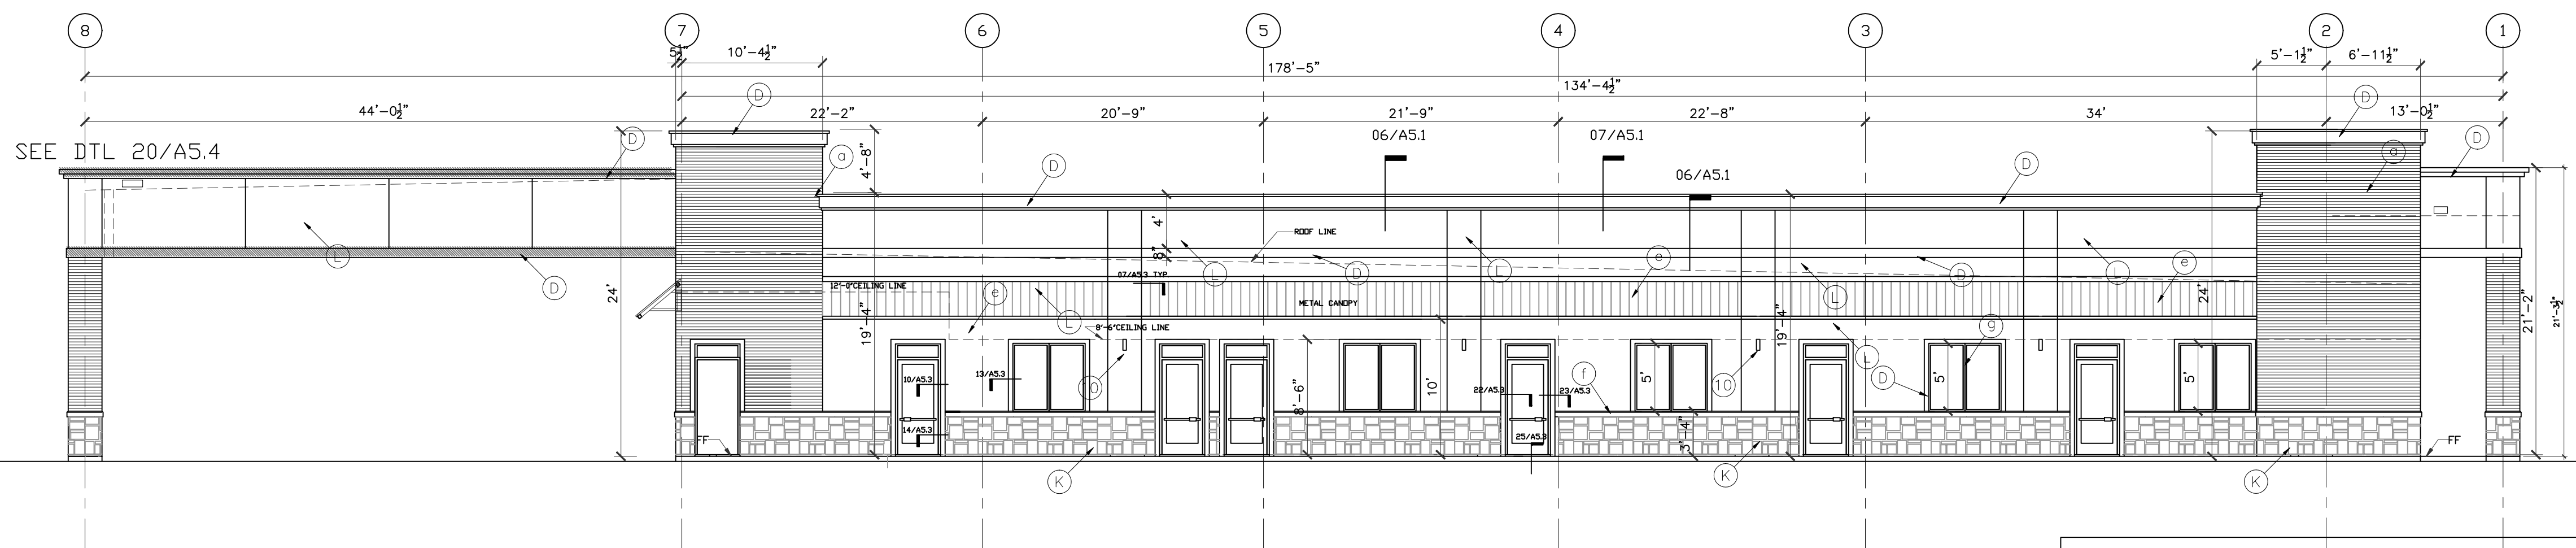 8 7 6 5 4 3 2 1
5½" 10'-4½" 5'-1½" 6'-11½"
178'-5"
134'-4½"
44'-0½" 22'-2" 20'-9" 21'-9" 22'-8" 34' 13'-0½"
D D
06/A5.1 07/A5.1
SEE DTL 20/A5.4
D D
a 4'-8" D D a
06/A5.1
4' ROOF LINE
L 8" D L e D L e
D L L
07/A5.3 TYP.
12'-0"CEILING LINE
e METAL CANOPY
24' 19'-4" L 19'-4" 24' 21'-2" 21'-3½"
8'-6"CEILING LINE
g
L
10/A5.3 13/A5.3 10 8'-6" 10' 22/A5.3 23/A5.3 f 5' 10 D 5' 5'
14/A5.3 25/A5.3 3'-4"
FF FF
K K K